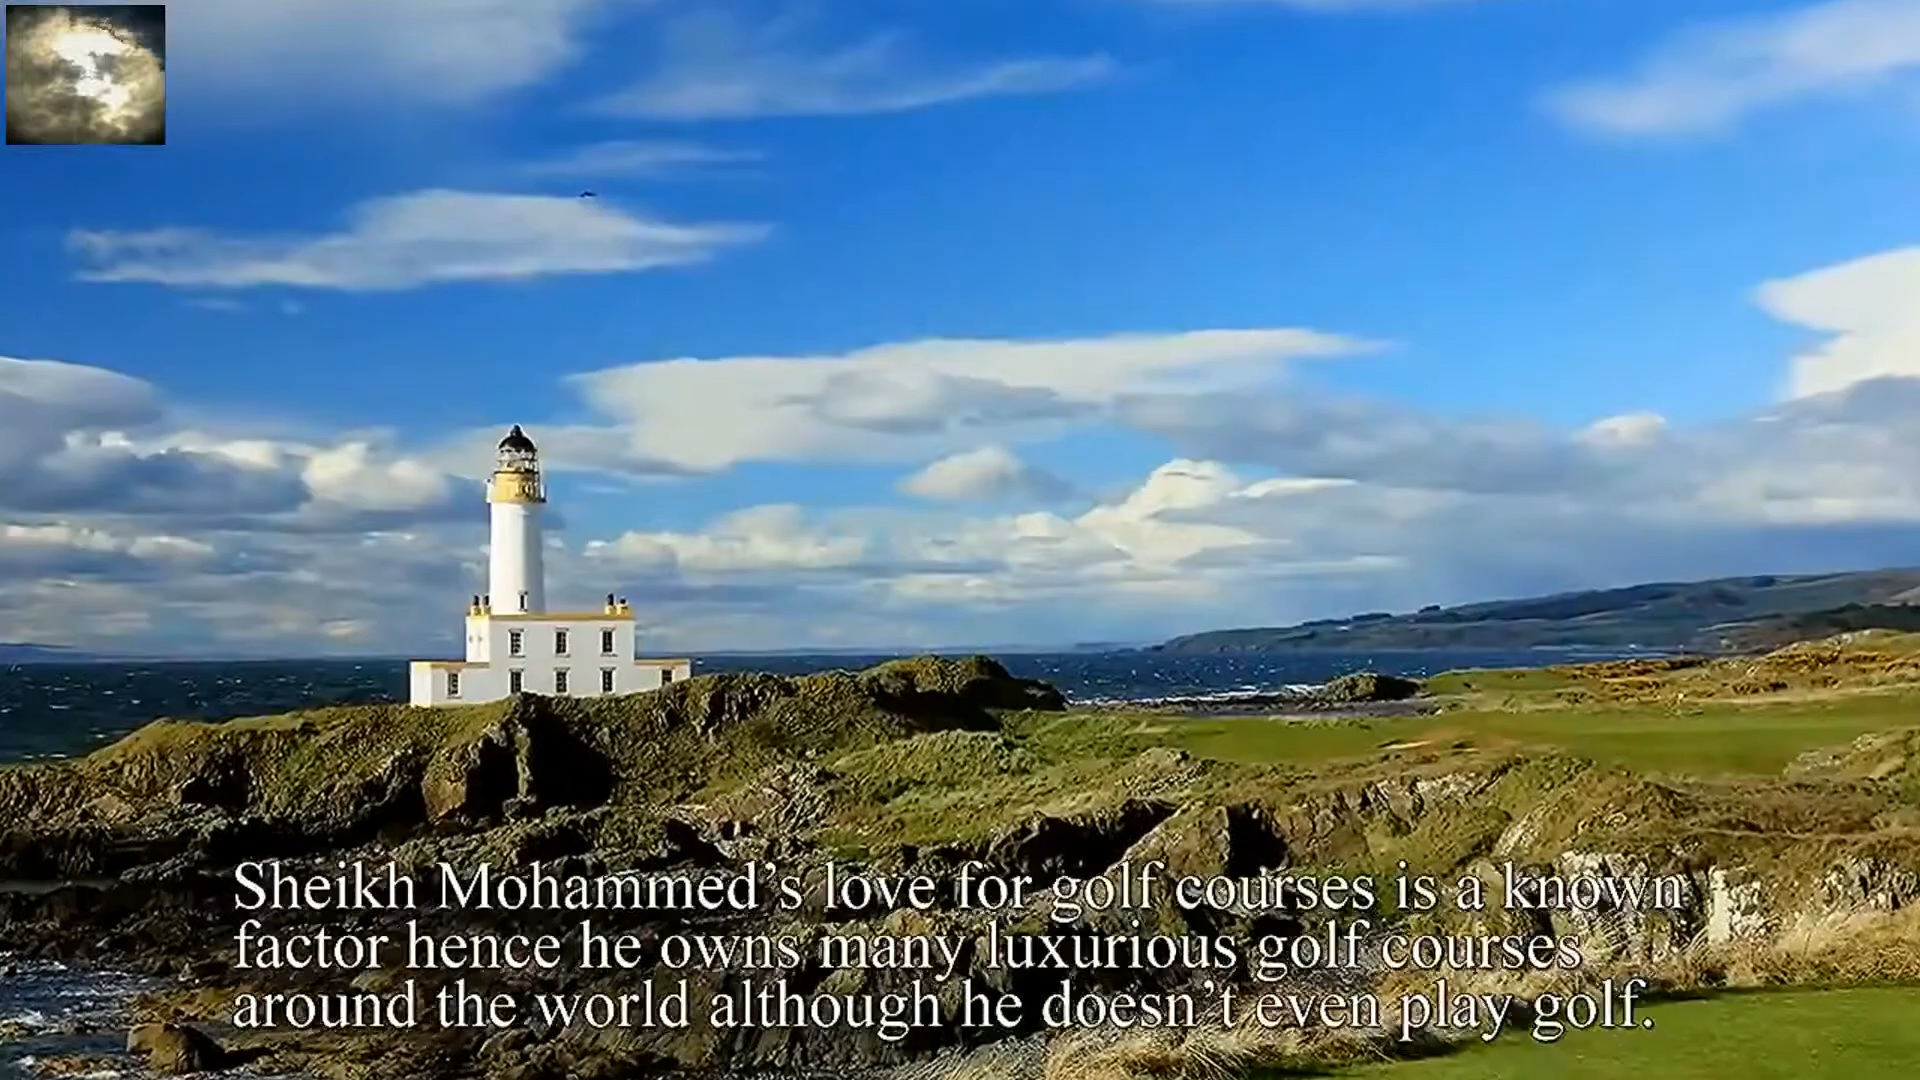 Sheikh Mohammed’s love for golf courses is a known
factor hence he owns many luxurious golf courses
around the world although he doesn’t even play golf.